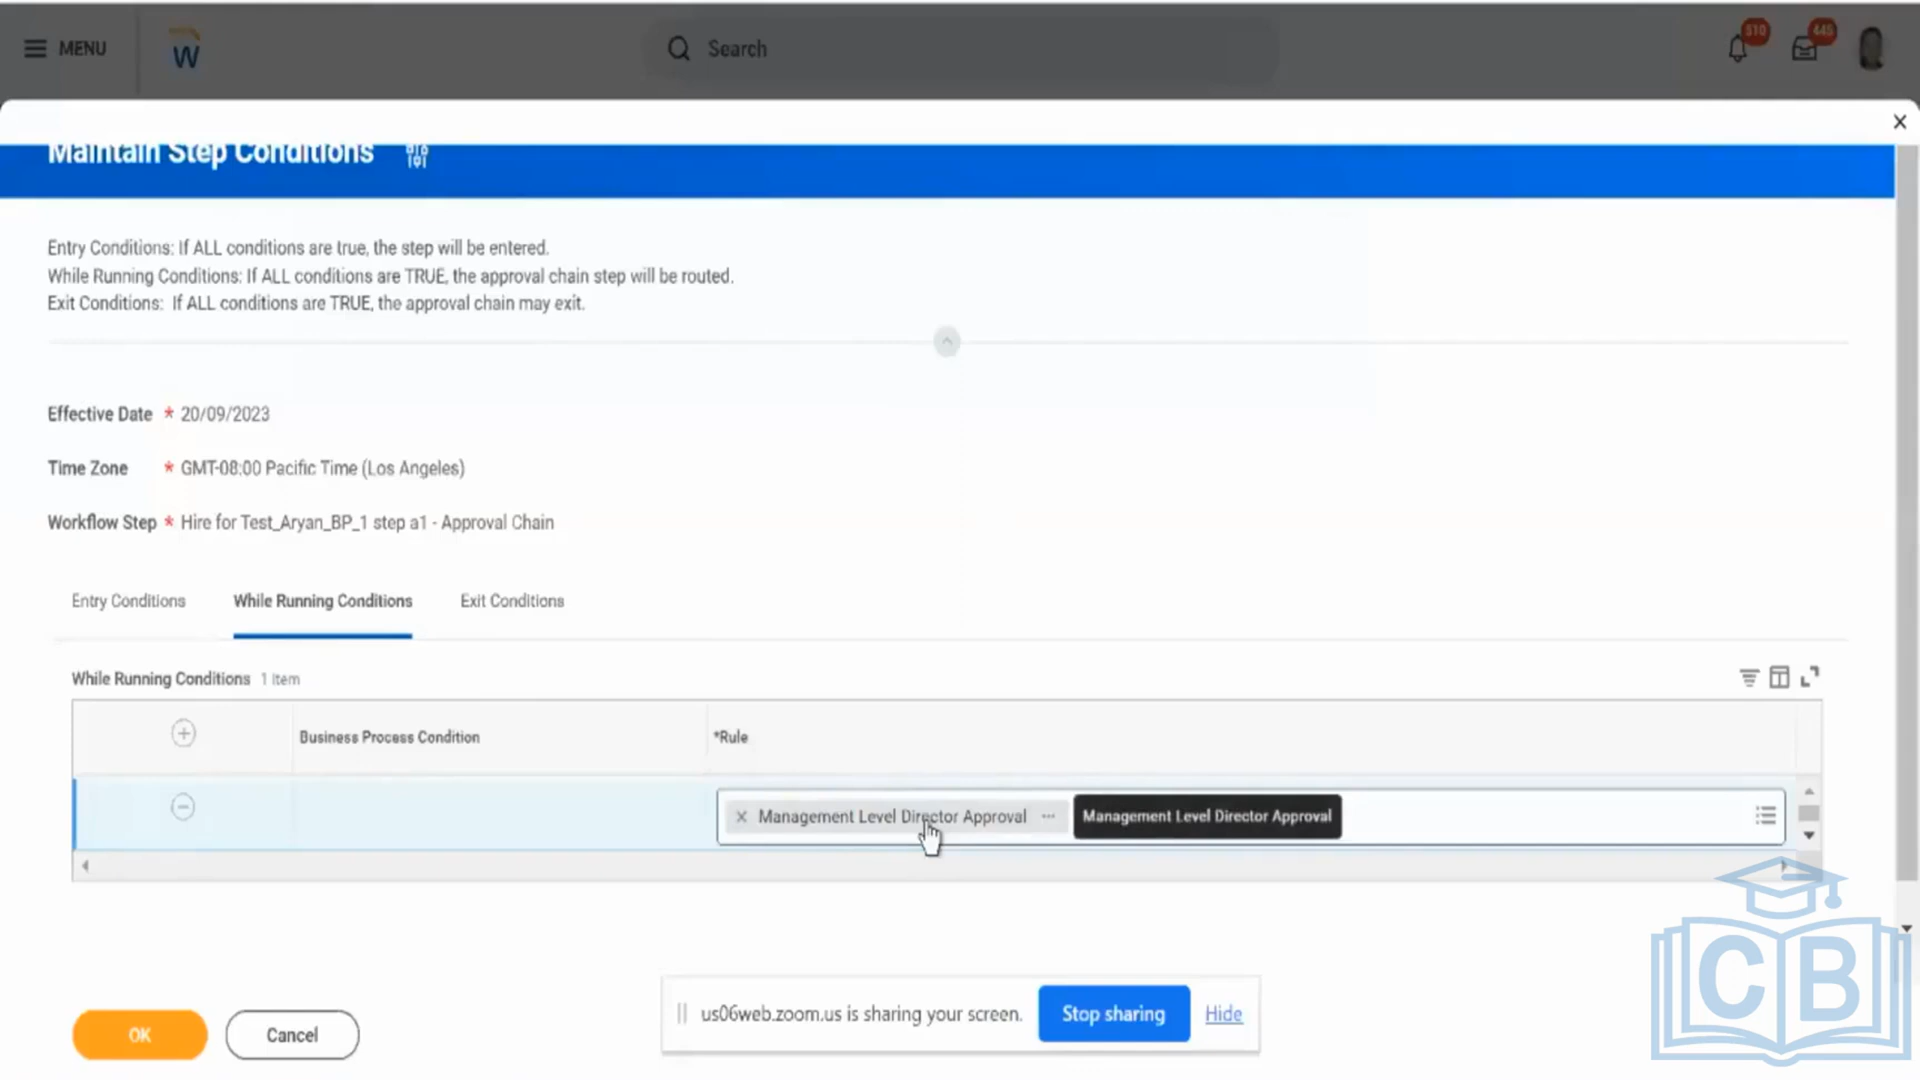 MENU
W
Search
510
445
Maintain Step Conditions
Entry Conditions: If ALL conditions are true, the step will be entered.
While Running Conditions: If ALL conditions are TRUE, the approval chain step will be routed.
Exit Conditions: If ALL conditions are TRUE, the approval chain may exit.
Effective Date * 20/09/2023
Time Zone * GMT-08:00 Pacific Time (Los Angeles)
Workflow Step * Hire for Test_Aryan_BP_1 step a1 - Approval Chain
Entry Conditions While Running Conditions Exit Conditions
While Running Conditions 1 item
Business Process Condition *Rule
Management Level Director Approval ... Management Level Director Approval
CB
us06web.zoom.us is sharing your screen. Stop sharing Hide
OK Cancel